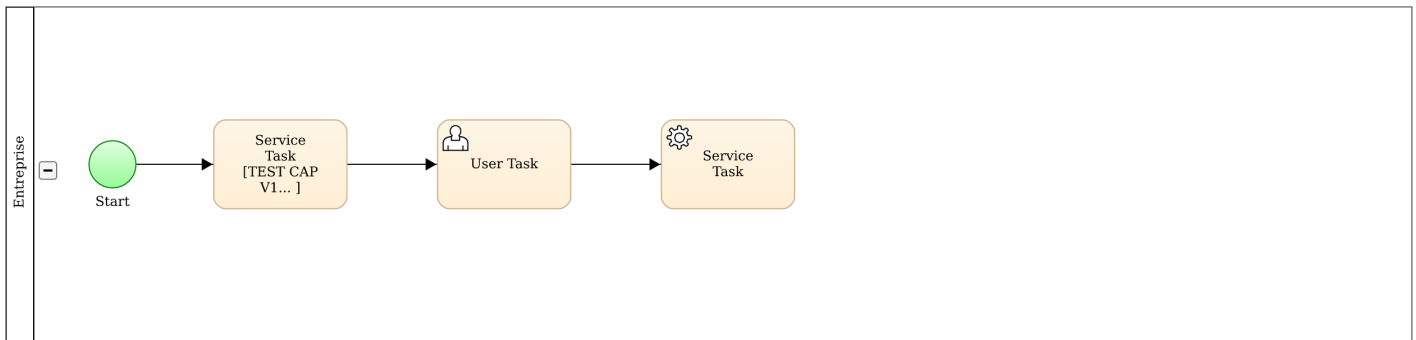 Entreprise
Start
Service
Task
[TEST CAP
V1... ]
User Task
Service
Task